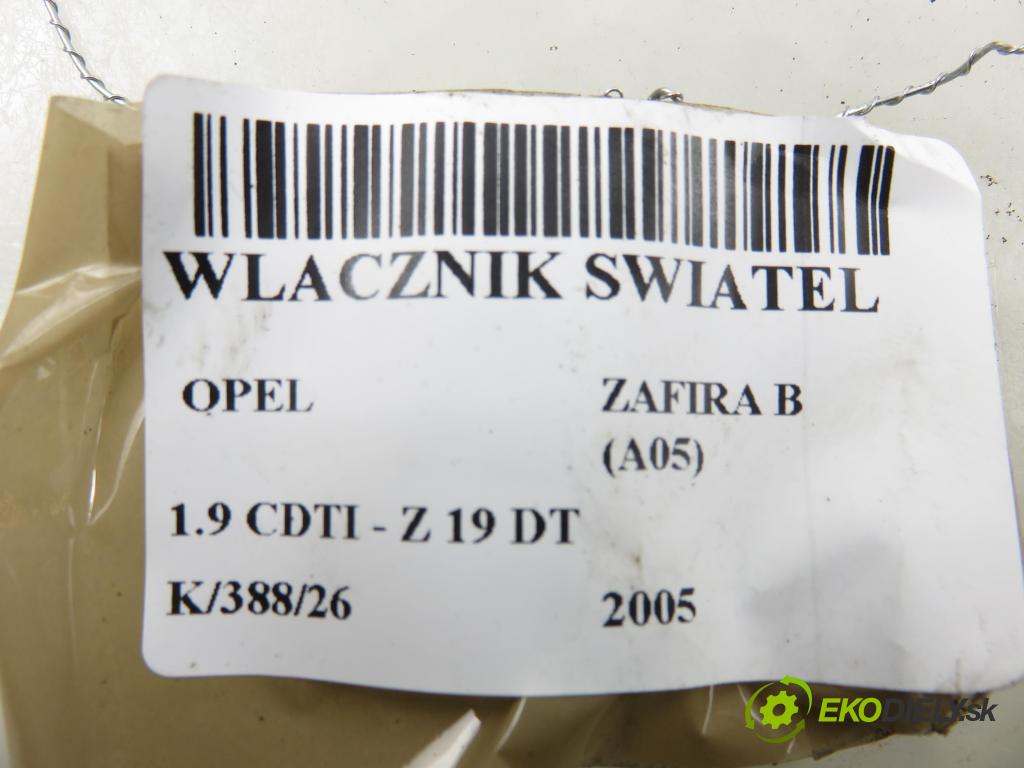 WLACZNIK SWIATEL
OPEL ZAFIRA B
(A05)
1.9 CDTI - Z 19 DT
K/388/26 2005
EKODIELY.sk